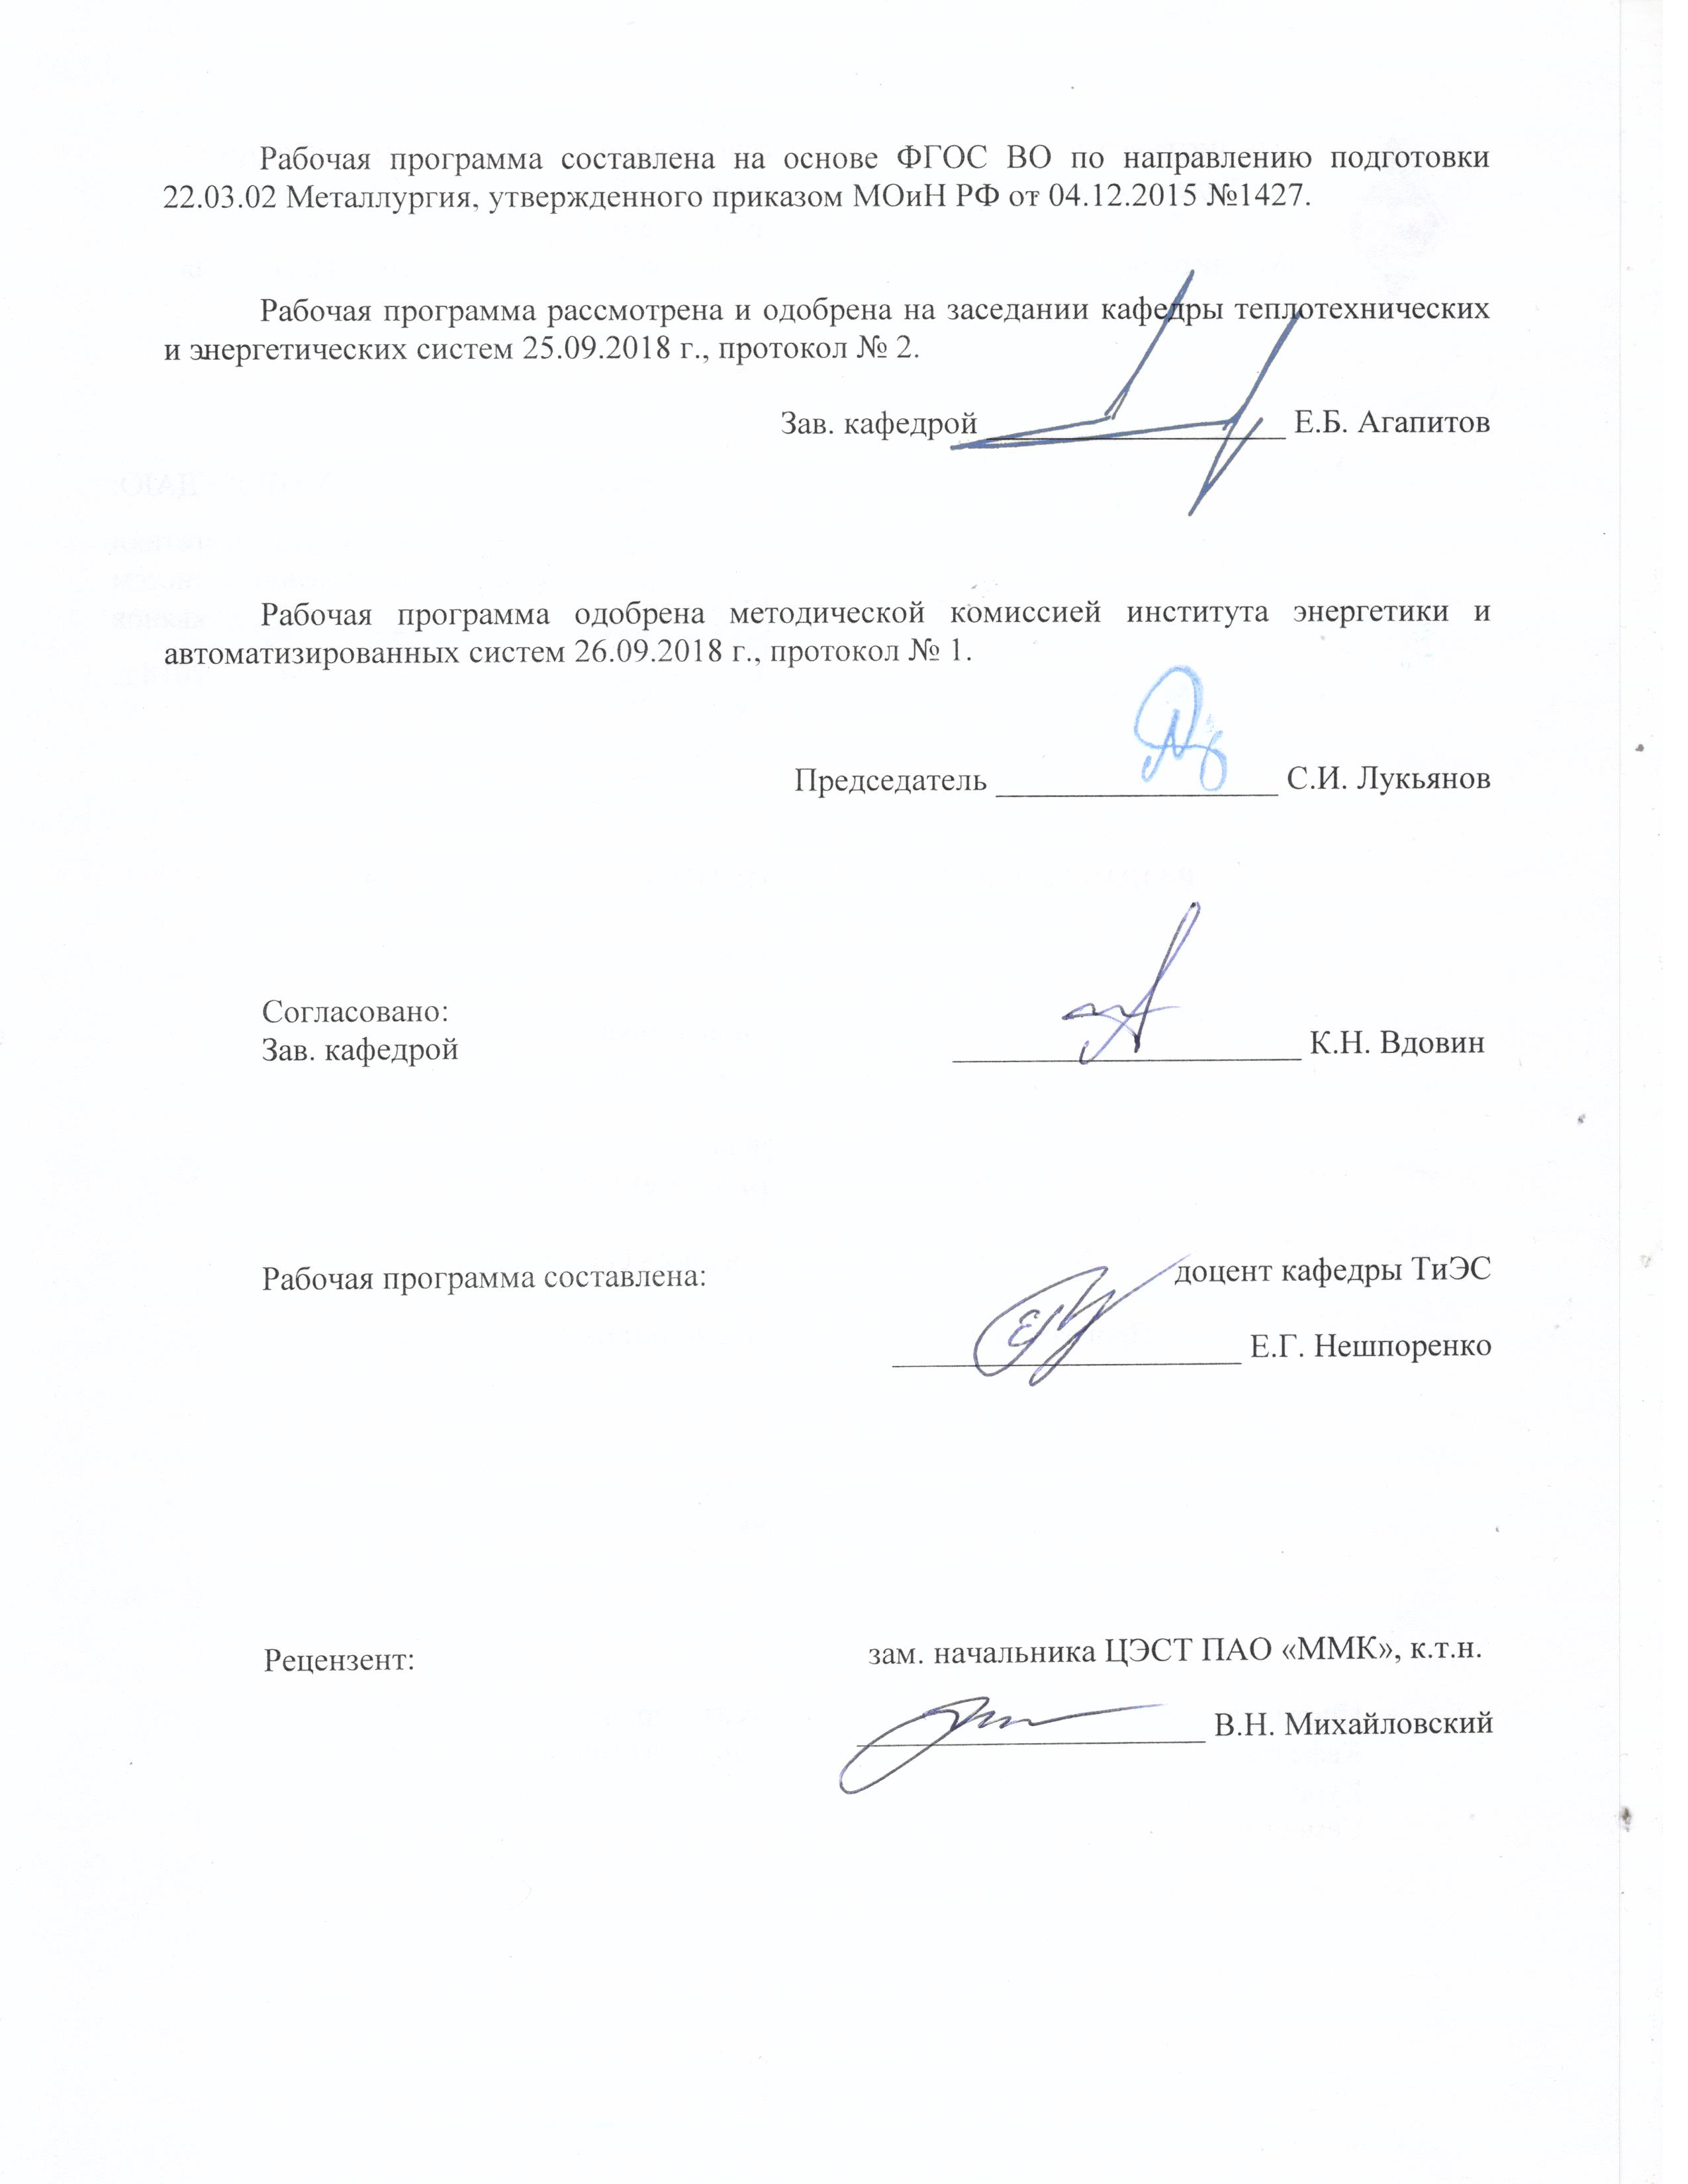 Рабочая программа составлена на основе ФГОС ВО по направлению подготовки
22.03.02 Металлургия, утвержденного приказом МОиН РФ от 04.12.2015 №1427.
Рабочая программа рассмотрена и одобрена на заседании кафедры теплотехнических
и энергетических систем 25.09.2018 г., протокол № 2.
Зав. кафедрой ____________________ Е.Б. Агапитов
Рабочая программа одобрена методической комиссией института энергетики и
автоматизированных систем 26.09.2018 г., протокол № 1.
Председатель ___________________ С.И. Лукьянов
Согласовано:
Зав. кафедрой _______________________ К.Н. Вдовин
Рабочая программа составлена: доцент кафедры ТиЭС
_______________________ Е.Г. Нешпоренко
Рецензент: зам. начальника ЦЭСТ ПАО «ММК», к.т.н.
_______________________ В.Н. Михайловский